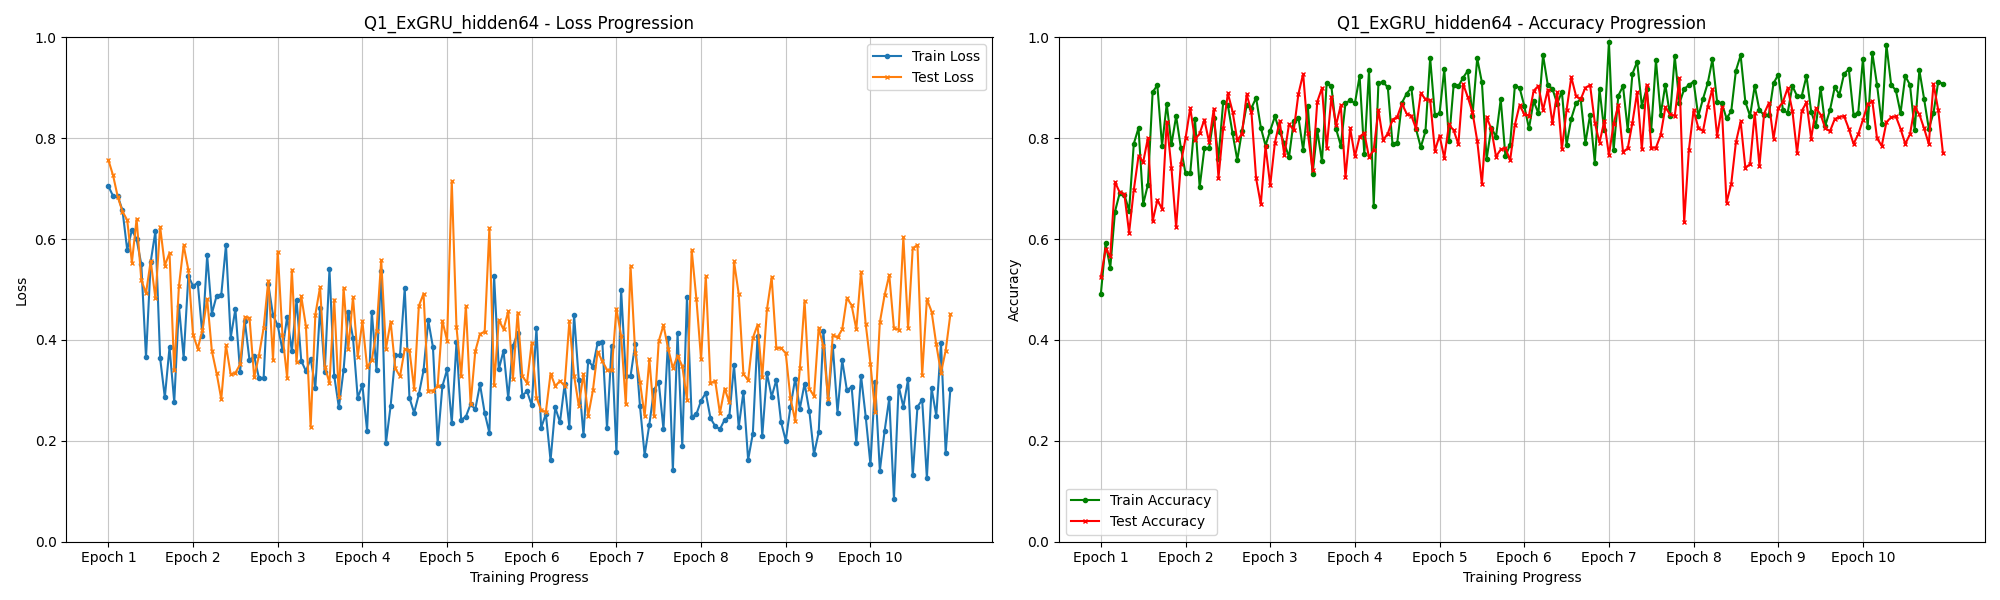 Q1_ExGRU_hidden64 - Loss Progression
Loss
1.0
0.8
0.6
0.4
0.2
0.0
Train Loss
Test Loss
Epoch 1 Epoch 2 Epoch 3 Epoch 4 Epoch 5 Epoch 6 Epoch 7 Epoch 8 Epoch 9 Epoch 10
Training Progress
Q1_ExGRU_hidden64 - Accuracy Progression
Accuracy
1.0
0.8
0.6
0.4
0.2
0.0
Train Accuracy
Test Accuracy
Epoch 1 Epoch 2 Epoch 3 Epoch 4 Epoch 5 Epoch 6 Epoch 7 Epoch 8 Epoch 9 Epoch 10
Training Progress